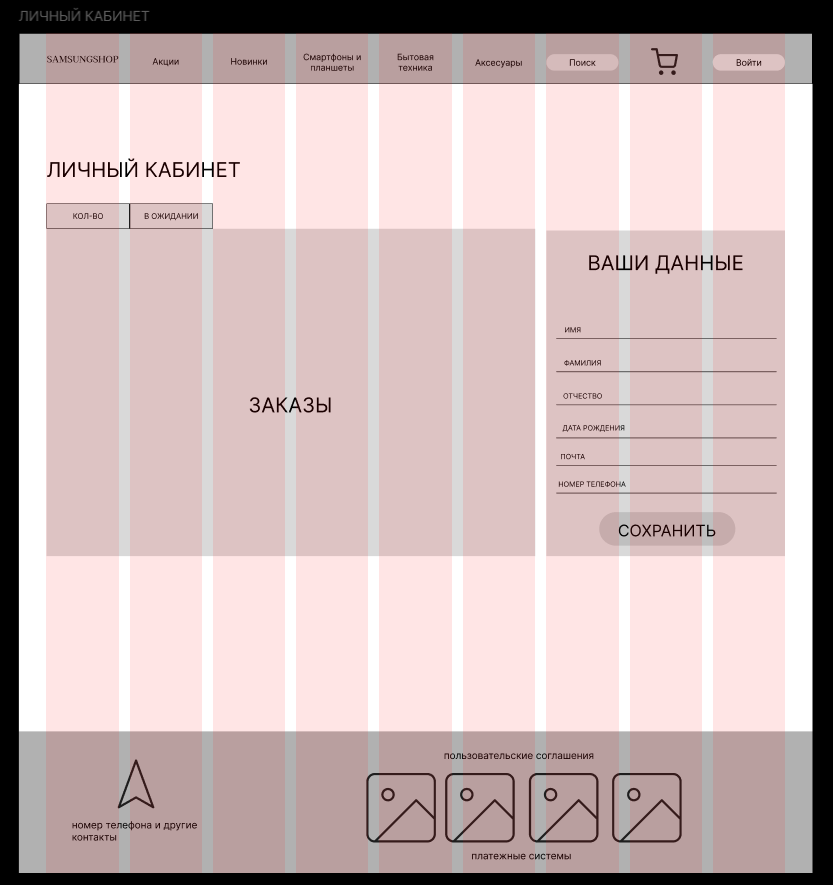 ЛИЧНЫЙ КАБИНЕТ
SAMSUNGSHOP
Акции
Новинки
Смартфоны и
планшеты
Бытовая
техника
Аксесуары
Поиск
Войти
ЛИЧНЫЙ КАБИНЕТ
КОЛ-ВО
В ОЖИДАНИИ
ЗАКАЗЫ
ВАШИ ДАННЫЕ
ИМЯ
ФАМИЛИЯ
ОТЧЕСТВО
ДАТА РОЖДЕНИЯ
ПОЧТА
НОМЕР ТЕЛЕФОНА
СОХРАНИТЬ
номер телефона и другие
контакты
пользовательские соглашения
платежные системы